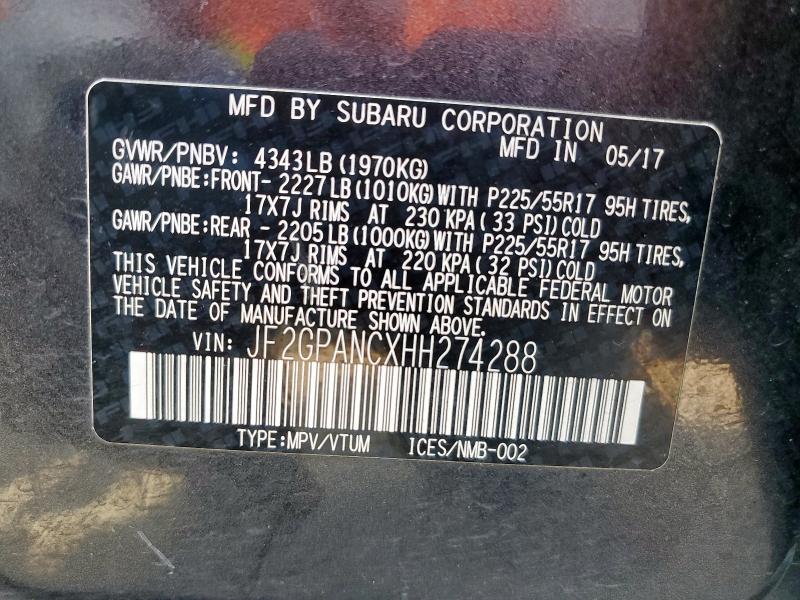 MFD BY SUBARU CORPORATION
MFD IN 05/17
GVWR/PNBV: 4343LB (1970KG)
GAWR/PNBE:FRONT- 2227LB(1010KG)WITH P225/55R17 95H TIRES,
17X7J RIMS AT 230 KPA( 33 PSI)COLD
GAWR/PNBE:REAR - 2205LB(1000KG)WITH P225/55R17 95H TIRES,
17X7J RIMS AT 220 KPA( 32 PSI)COLD
THIS VEHICLE CONFORMS TO ALL APPLICABLE FEDERAL MOTOR
VEHICLE SAFETY AND THEFT PREVENTION STANDARDS IN EFFECT ON
THE DATE OF MANUFACTURE SHOWN ABOVE.
VIN: JF2GPANCXHH274288
TYPE:MPV/VTUM ICES/NMB-002